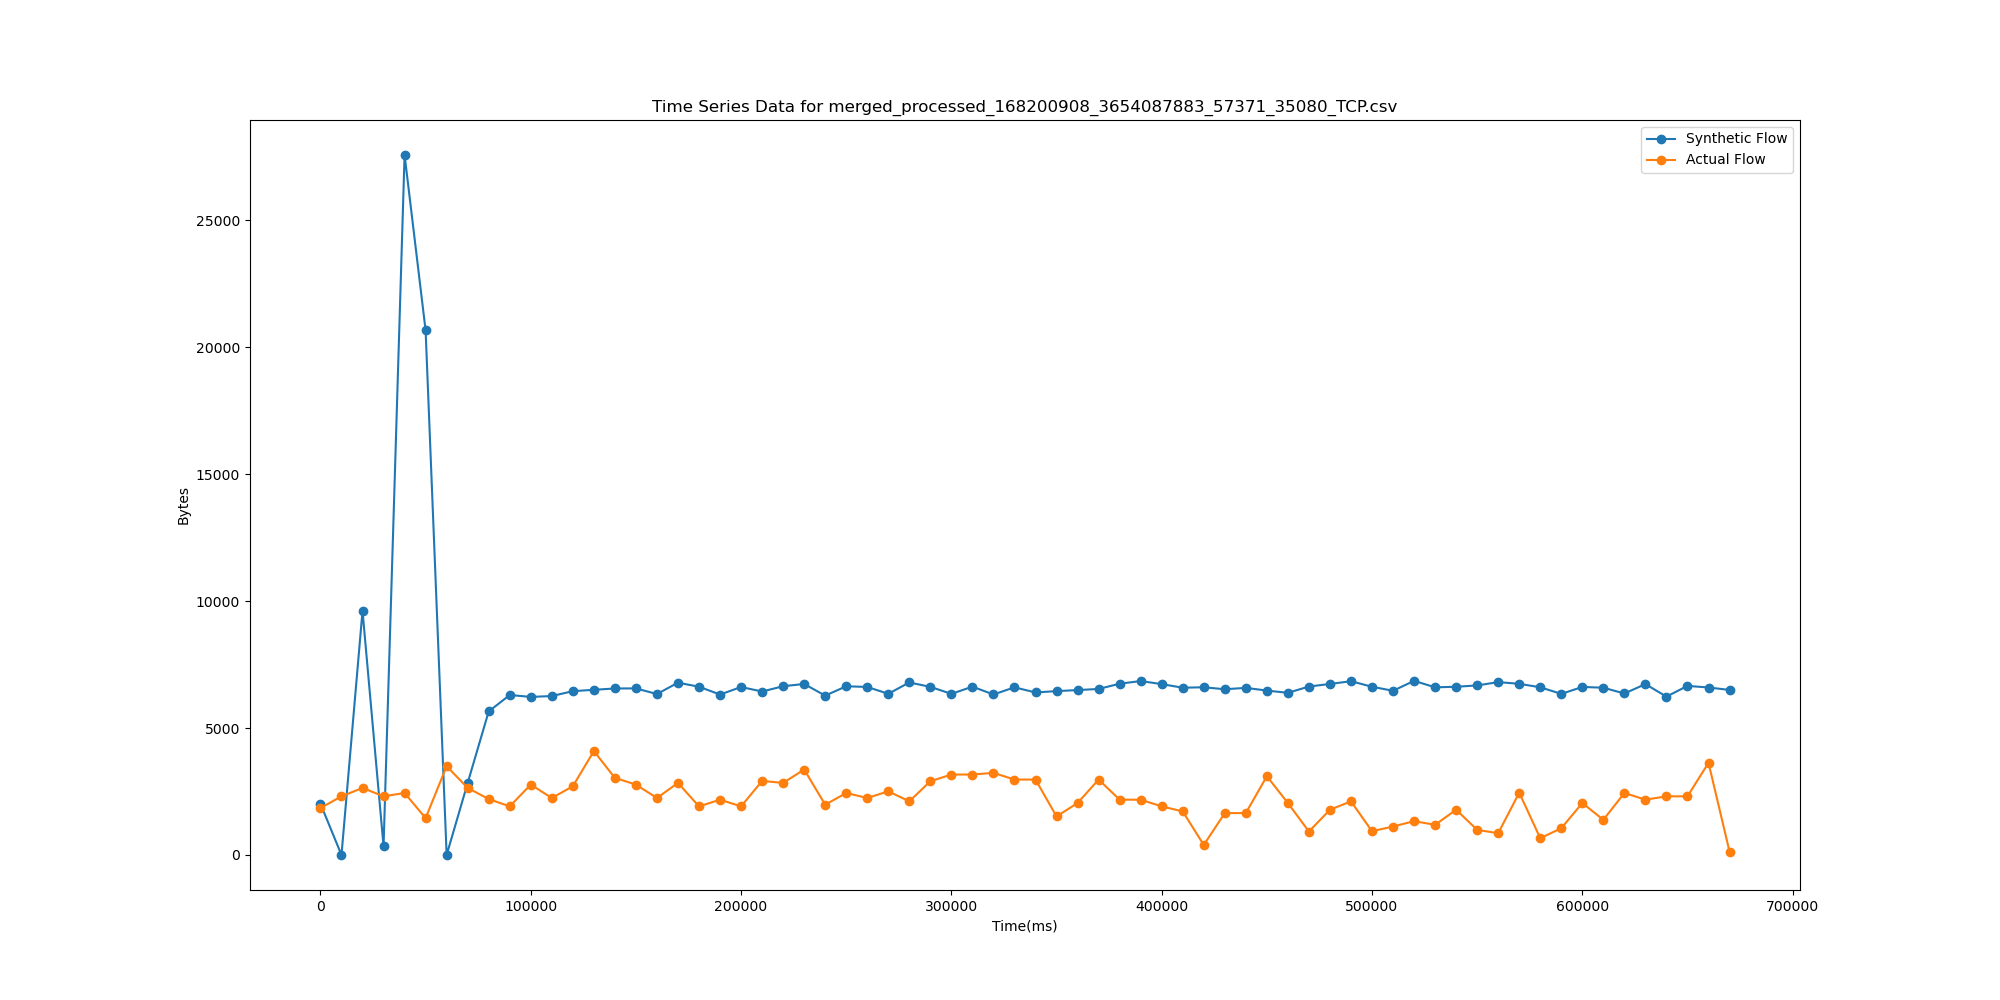 Time Series Data for merged_processed_168200908_3654087883_57371_35080_TCP.csv
Synthetic Flow
Actual Flow
Bytes
25000
20000
15000
10000
5000
0
0 100000 200000 300000 400000 500000 600000 700000
Time(ms)